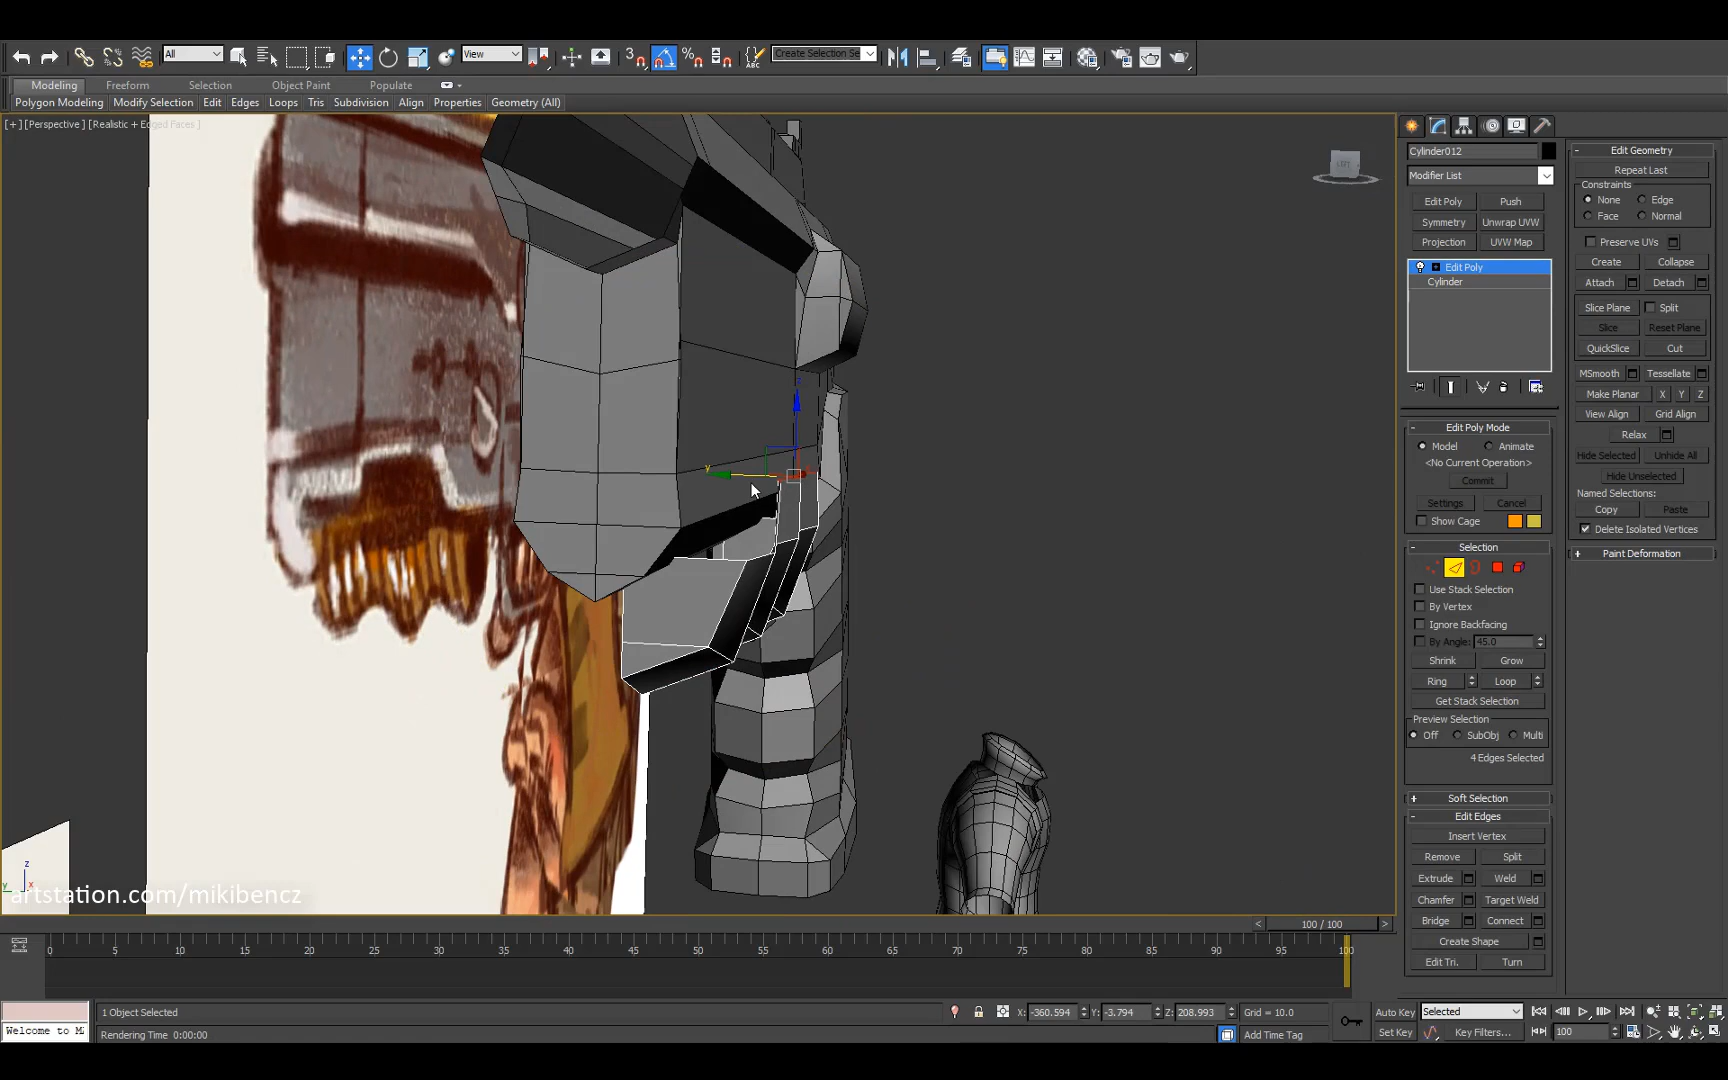 All
View
Create Selection Se
Modeling Freeform Selection Object Paint Populate
Polygon Modeling Modify Selection Edit Edges Loops Tris Subdivision Align Properties Geometry (All)
[+] [Perspective] [Realistic + Edged Faces ]
Cylinder012
Modifier List
Edit Poly Push
Symmetry Unwrap UVW
Projection UVW Map
Edit Poly
Cylinder
Edit Poly Mode
Model Animate
<No Current Operation>
Commit
Settings Cancel
Show Cage
Selection
Use Stack Selection
By Vertex
Ignore Backfacing
By Angle: 45.0
Shrink Grow
Ring Loop
Get Stack Selection
Preview Selection
Off SubObj Multi
4 Edges Selected
Soft Selection
Edit Edges
Insert Vertex
Remove Split
Extrude Weld
Chamfer Target Weld
Bridge Connect
Create Shape
Edit Tri. Turn
Edit Geometry
Repeat Last
Constraints
None Edge
Face Normal
Preserve UVs
Create Collapse
Attach Detach
Slice Plane Split
Slice Reset Plane
QuickSlice Cut
MSmooth Tessellate
Make Planar X Y Z
View Align Grid Align
Relax
Hide Selected Unhide All
Hide Unselected
Named Selections:
Copy Paste
Delete Isolated Vertices
Paint Deformation
z
y
z
y x
artstation.com/mikibencz
< 100 / 100 >
0 5 10 15 20 25 30 35 40 45 50 55 60 65 70 75 80 85 90 95 100
1 Object Selected
X: -360.594 Y: -3.794 Z: 208.993 Grid = 10.0
Auto Key Selected
Welcome to M
Rendering Time 0:00:00
Add Time Tag
Set Key Key Filters... 100